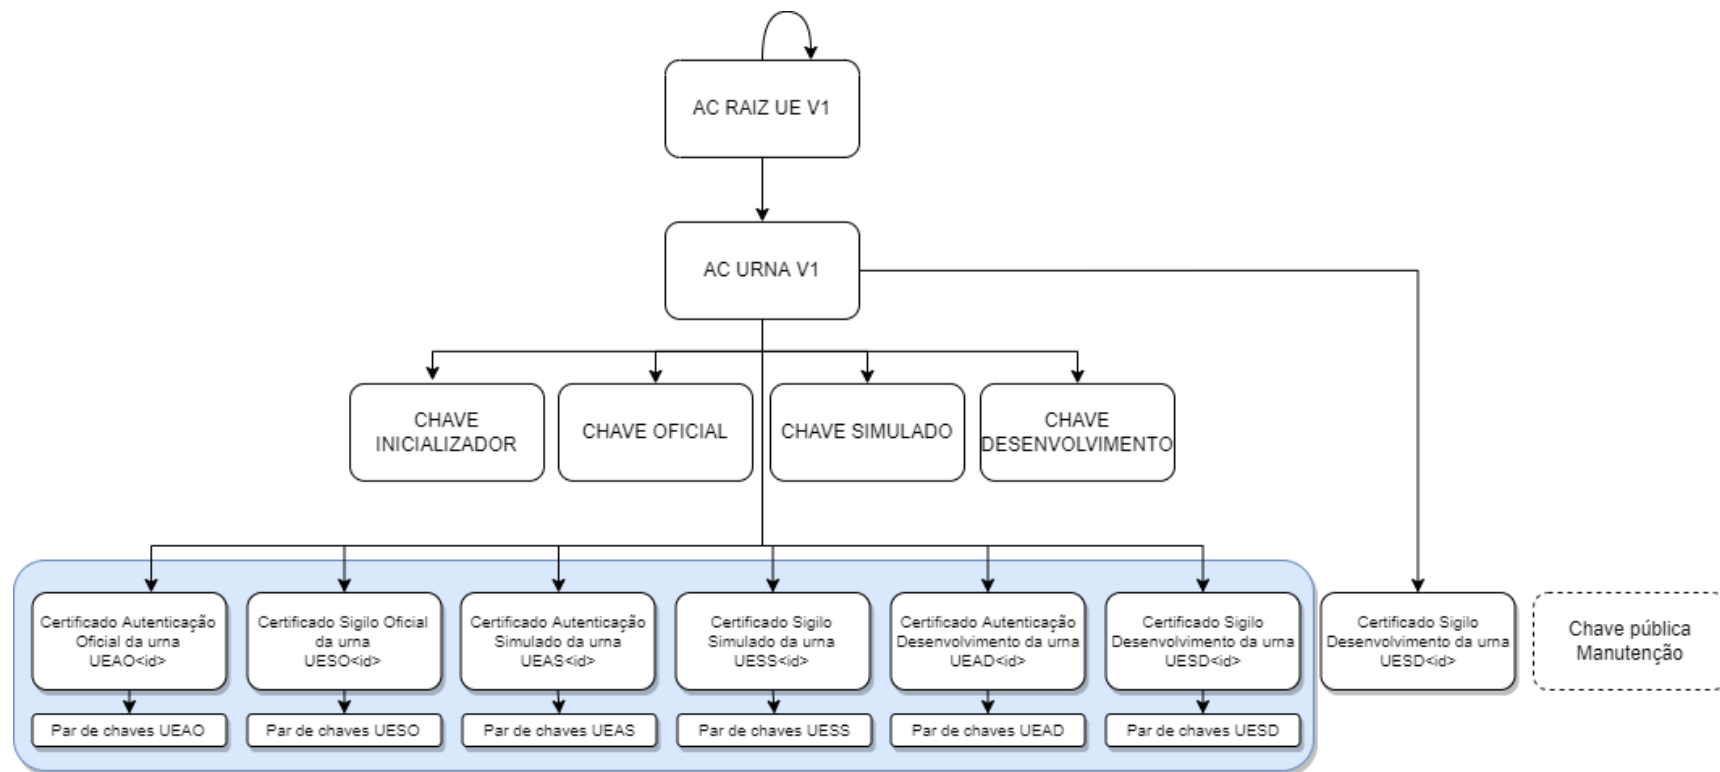 AC RAIZ UE V1
AC URNA V1
CHAVE
INICIALIZADOR
CHAVE OFICIAL
CHAVE SIMULADO
CHAVE
DESENVOLVIMENTO
Certificado Autenticação
Oficial da urna
UEAO<id>
Certificado Sigilo Oficial
da urna
UESO<id>
Certificado Autenticação
Simulado da urna
UEAS<id>
Certificado Sigilo
Simulado da urna
UESS<id>
Certificado Autenticação
Desenvolvimento da urna
UEAD<id>
Certificado Sigilo
Desenvolvimento da urna
UESD<id>
Certificado Sigilo
Desenvolvimento da urna
UESD<id>
Chave pública
Manutenção
Par de chaves UEAO
Par de chaves UESO
Par de chaves UEAS
Par de chaves UESS
Par de chaves UEAD
Par de chaves UESD